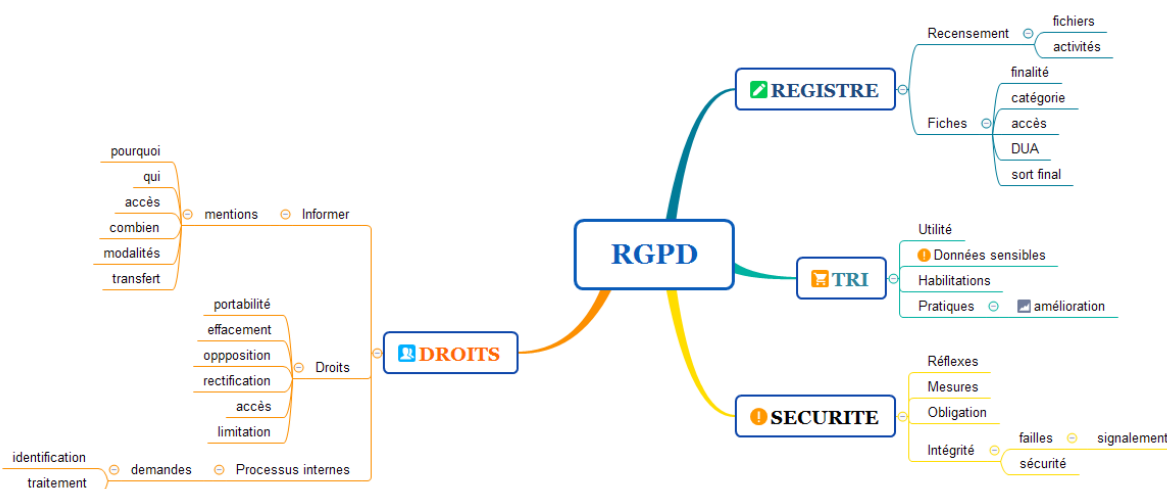 RGPD
REGISTRE
Recensement
fichiers
activités
Fiches
finalité
catégorie
accès
DUA
sort final
TRI
Utilité
Données sensibles
Habilitations
Pratiques
amélioration
SECURITE
Réflexes
Mesures
Obligation
Intégrité
failles
signalement
sécurité
DROITS
Informer
mentions
pourquoi
qui
accès
combien
modalités
transfert
Droits
portabilité
effacement
oppposition
rectification
accès
limitation
Processus internes
demandes
identification
traitement